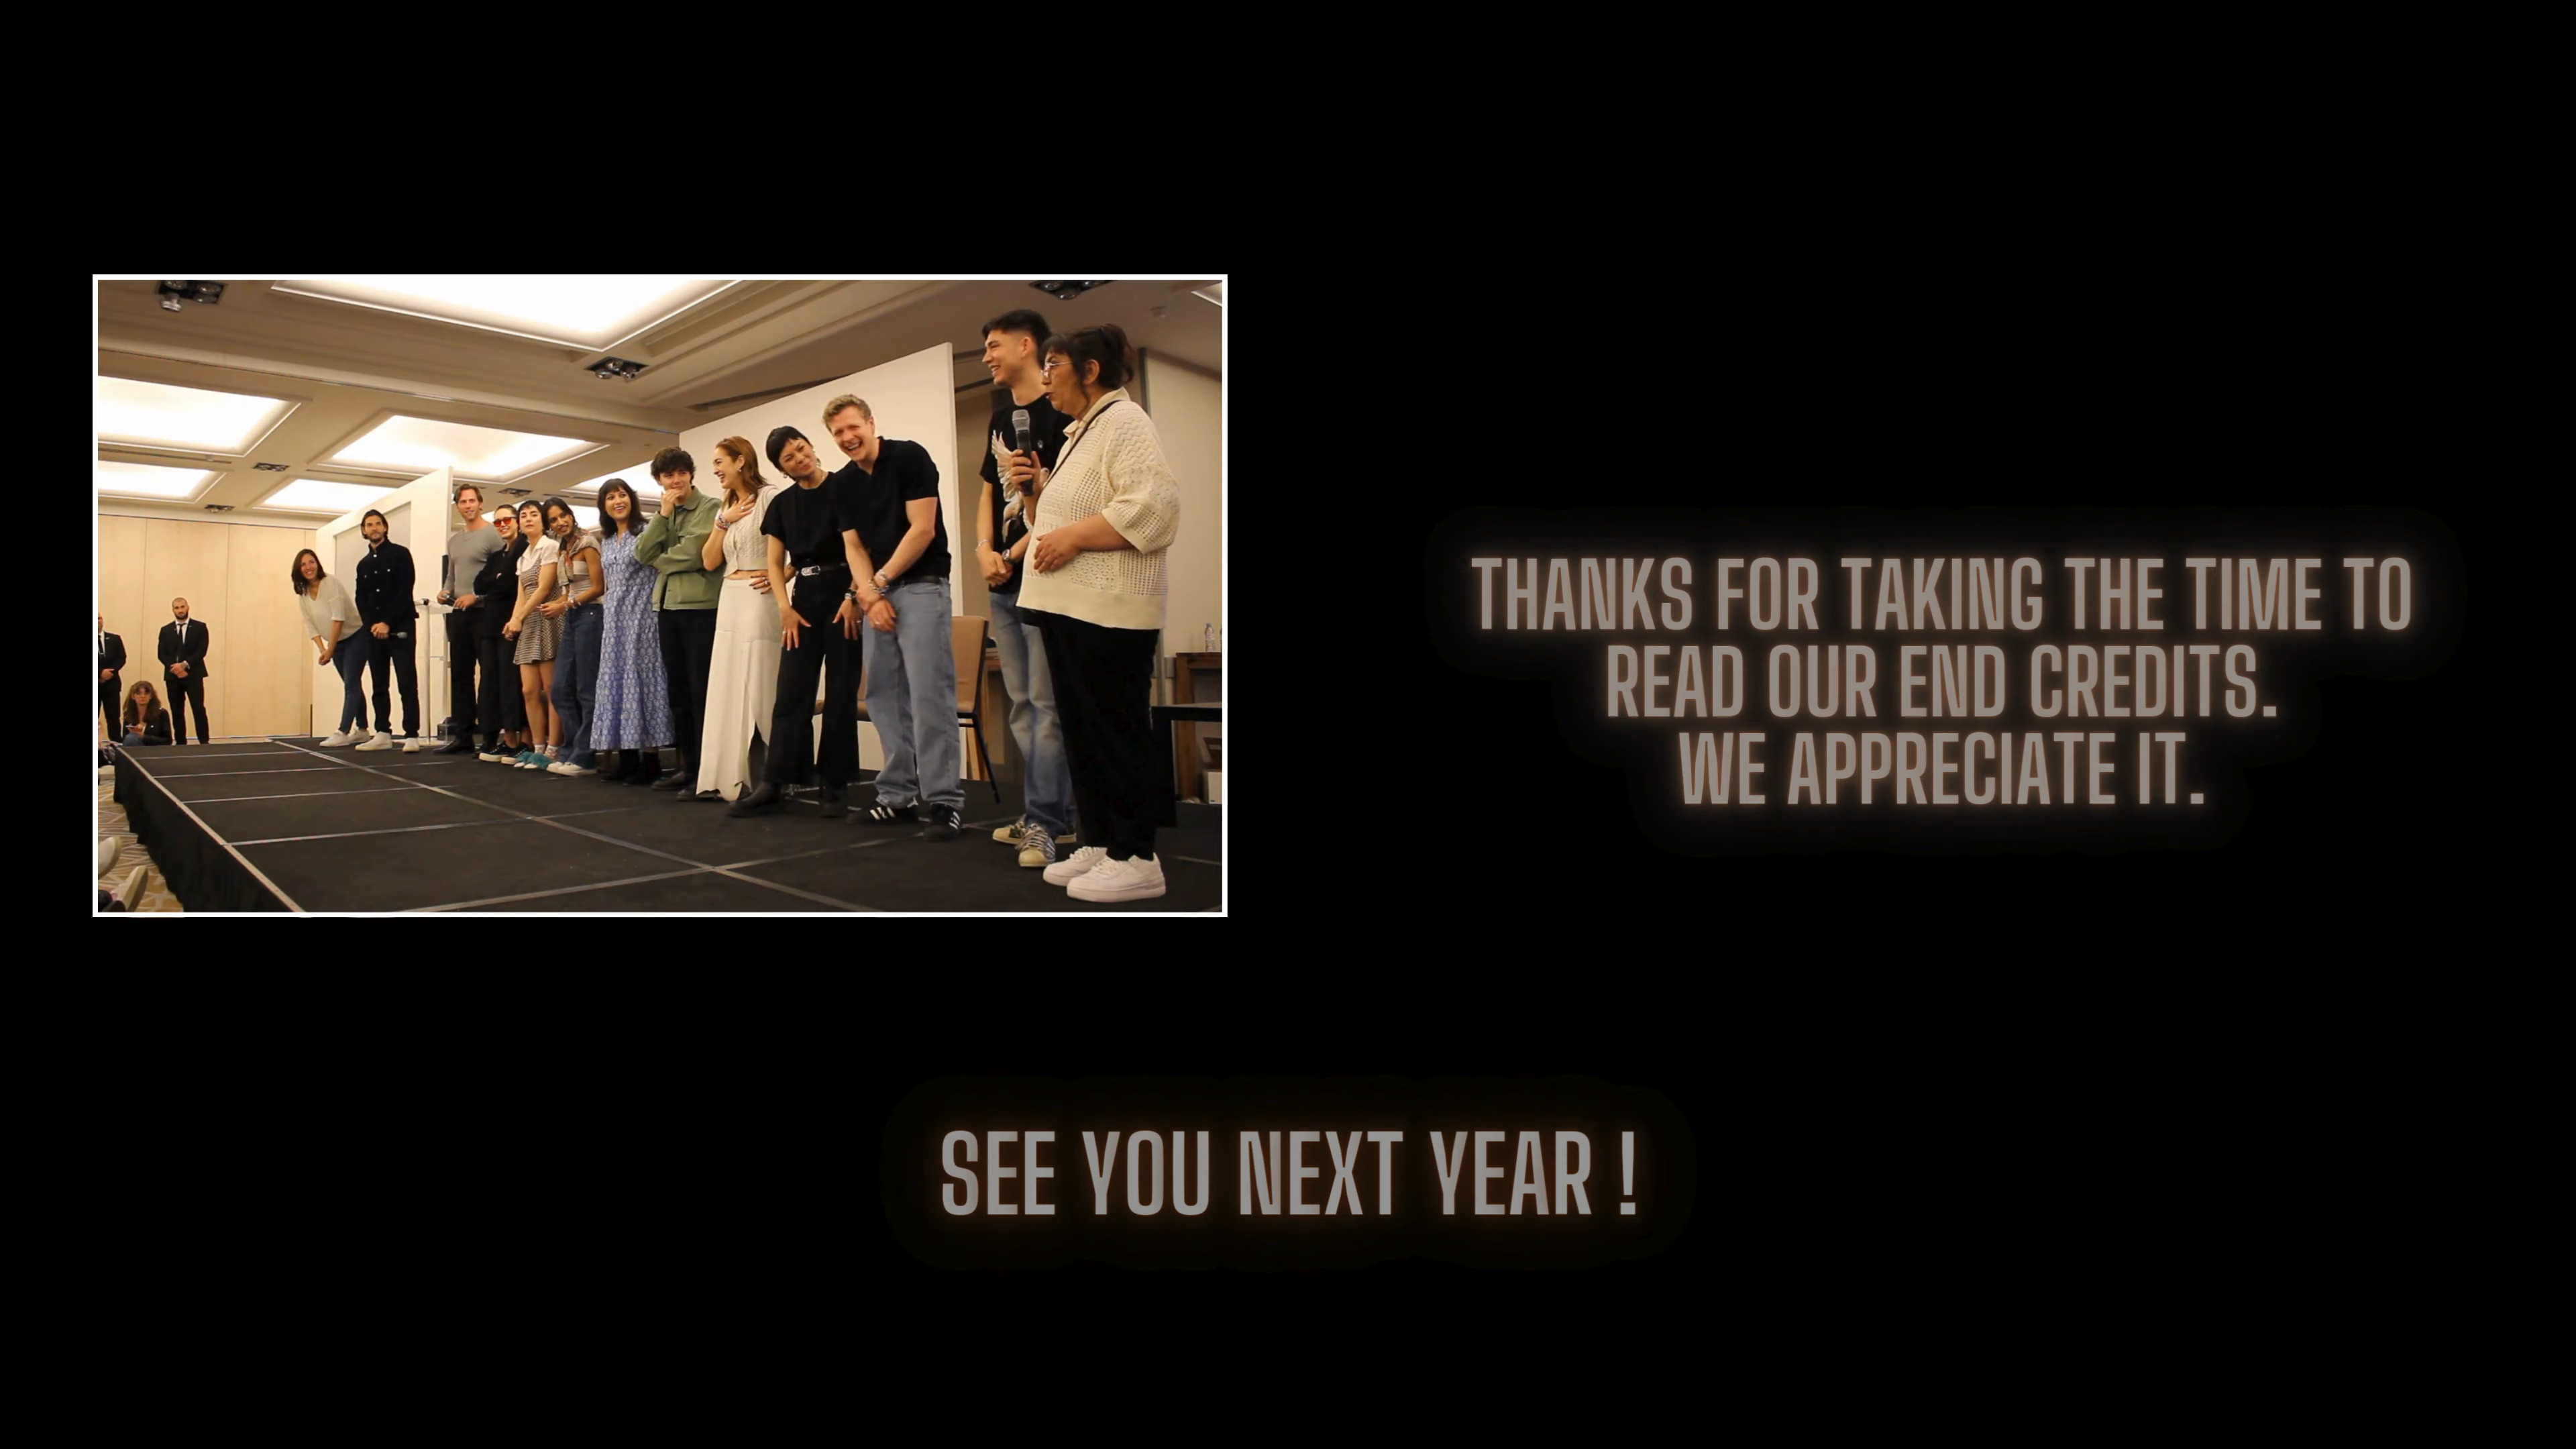 THANKS FOR TAKING THE TIME TO
READ OUR END CREDITS.
WE APPRECIATE IT.
SEE YOU NEXT YEAR !